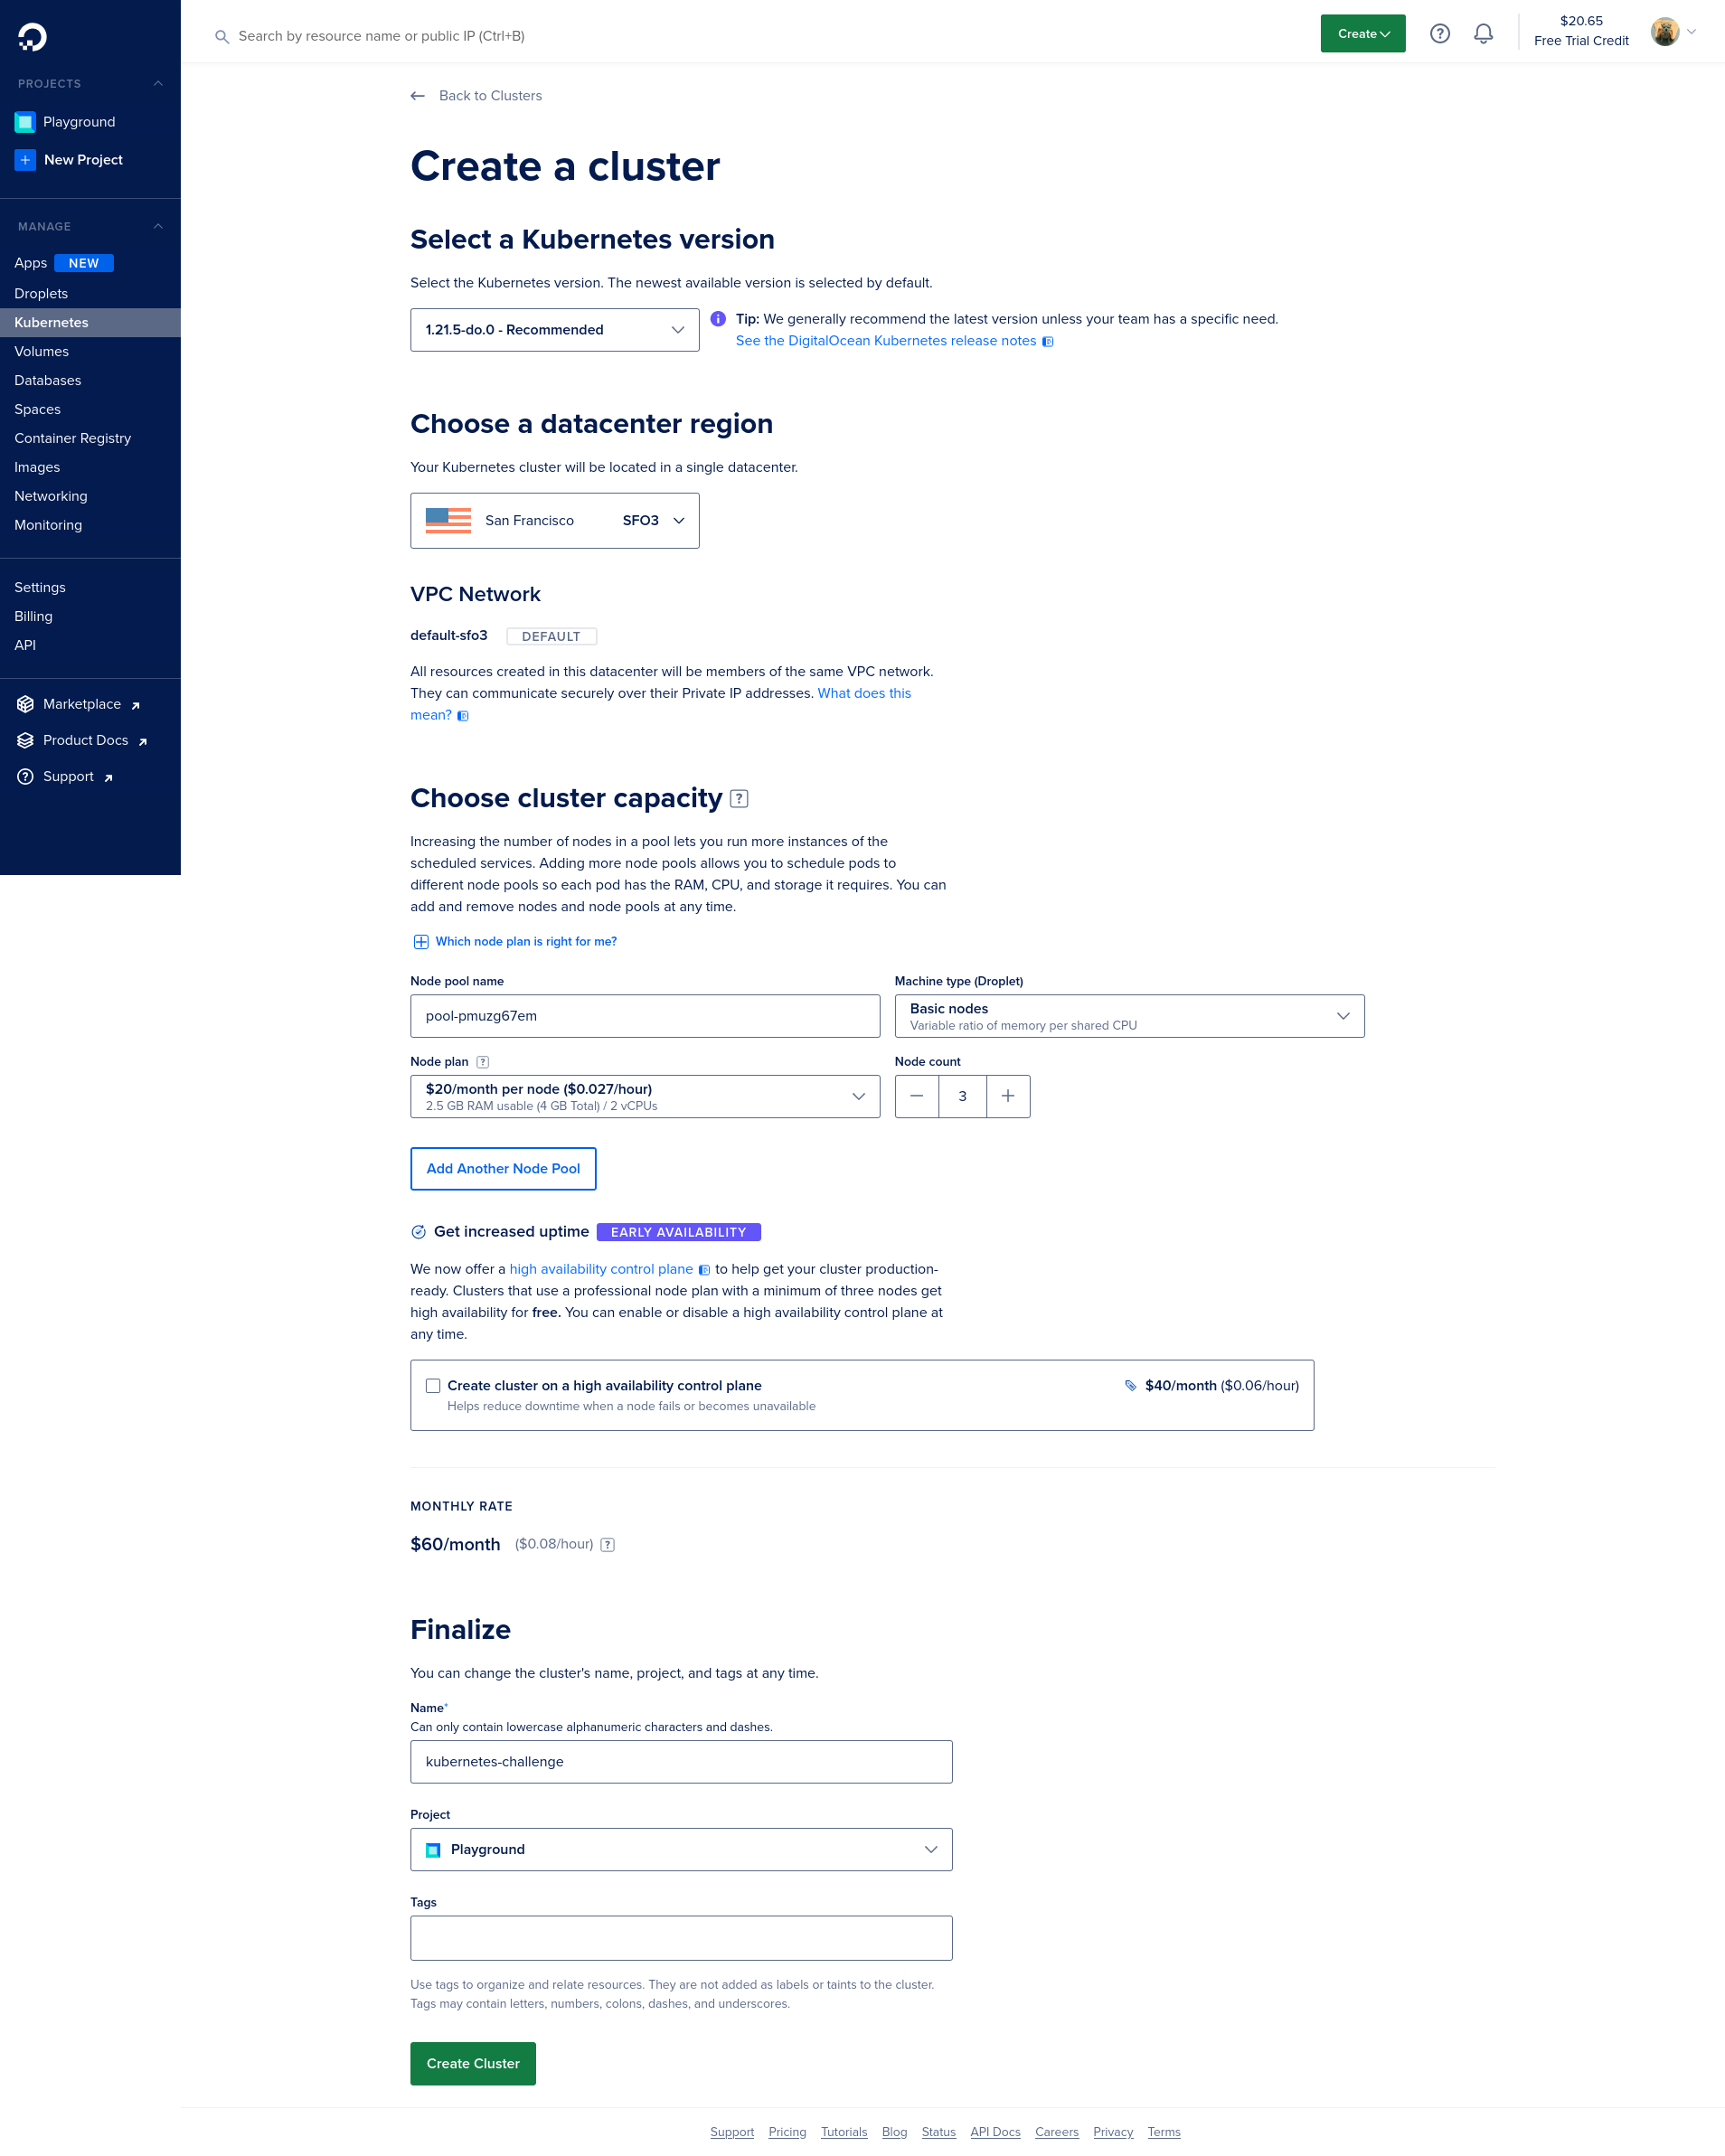 Search by resource name or public IP (Ctrl+B)
Create
$20.65
Free Trial Credit
PROJECTS
Playground
New Project
MANAGE
Apps NEW
Droplets
Kubernetes
Volumes
Databases
Spaces
Container Registry
Images
Networking
Monitoring
Settings
Billing
API
Marketplace
Product Docs
Support
Back to Clusters
Create a cluster
Select a Kubernetes version
Select the Kubernetes version. The newest available version is selected by default.
1.21.5-do.0 - Recommended
Tip: We generally recommend the latest version unless your team has a specific need.
See the DigitalOcean Kubernetes release notes
Choose a datacenter region
Your Kubernetes cluster will be located in a single datacenter.
San Francisco SFO3
VPC Network
default-sfo3 DEFAULT
All resources created in this datacenter will be members of the same VPC network.
They can communicate securely over their Private IP addresses. What does this
mean?
Choose cluster capacity ?
Increasing the number of nodes in a pool lets you run more instances of the
scheduled services. Adding more node pools allows you to schedule pods to
different node pools so each pod has the RAM, CPU, and storage it requires. You can
add and remove nodes and node pools at any time.
Which node plan is right for me?
Node pool name
pool-pmuzg67em
Machine type (Droplet)
Basic nodes
Variable ratio of memory per shared CPU
Node plan ?
$20/month per node ($0.027/hour)
2.5 GB RAM usable (4 GB Total) / 2 vCPUs
Node count
3
Add Another Node Pool
Get increased uptime EARLY AVAILABILITY
We now offer a high availability control plane to help get your cluster production-
ready. Clusters that use a professional node plan with a minimum of three nodes get
high availability for free. You can enable or disable a high availability control plane at
any time.
Create cluster on a high availability control plane $40/month ($0.06/hour)
Helps reduce downtime when a node fails or becomes unavailable
MONTHLY RATE
$60/month ($0.08/hour) ?
Finalize
You can change the cluster's name, project, and tags at any time.
Name*
Can only contain lowercase alphanumeric characters and dashes.
kubernetes-challenge
Project
Playground
Tags
Use tags to organize and relate resources. They are not added as labels or taints to the cluster.
Tags may contain letters, numbers, colons, dashes, and underscores.
Create Cluster
Support Pricing Tutorials Blog Status API Docs Careers Privacy Terms